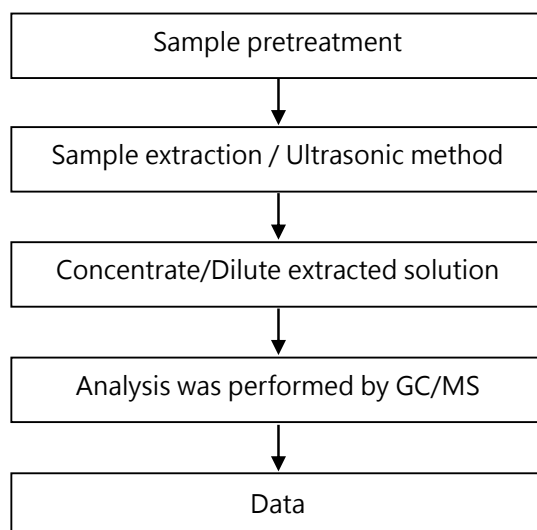 Sample pretreatment
Sample extraction / Ultrasonic method
Concentrate/Dilute extracted solution
Analysis was performed by GC/MS
Data